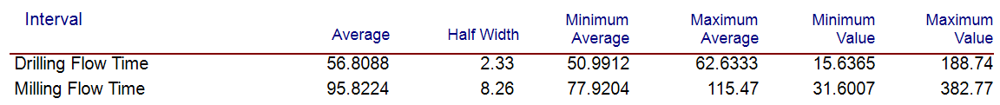 Interval Average Half Width Minimum Average Maximum Average Minimum Value Maximum Value
Drilling Flow Time 56.8088 2.33 50.9912 62.6333 15.6365 188.74
Milling Flow Time 95.8224 8.26 77.9204 115.47 31.6007 382.77